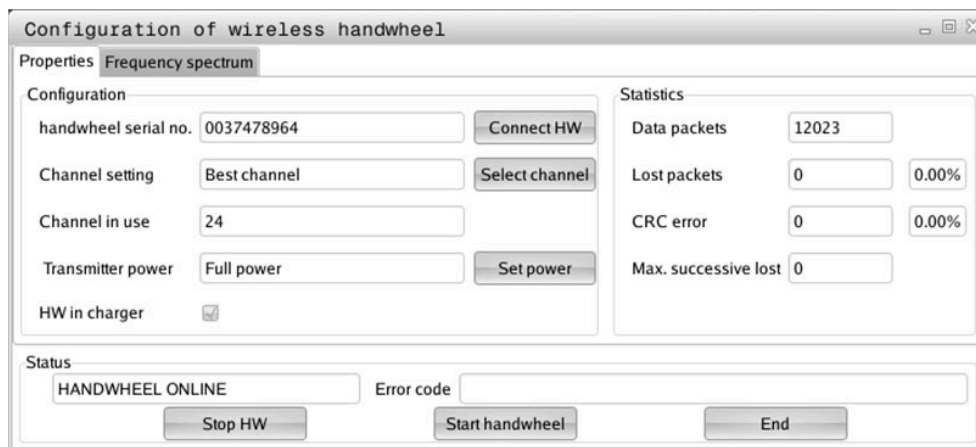 Configuration of wireless handwheel
Properties Frequency spectrum
Configuration
handwheel serial no. 0037478964 Connect HW
Channel setting Best channel Select channel
Channel in use 24
Transmitter power Full power Set power
HW in charger
Statistics
Data packets 12023
Lost packets 0 0.00%
CRC error 0 0.00%
Max. successive lost 0
Status
HANDWHEEL ONLINE Error code
Stop HW Start handwheel End